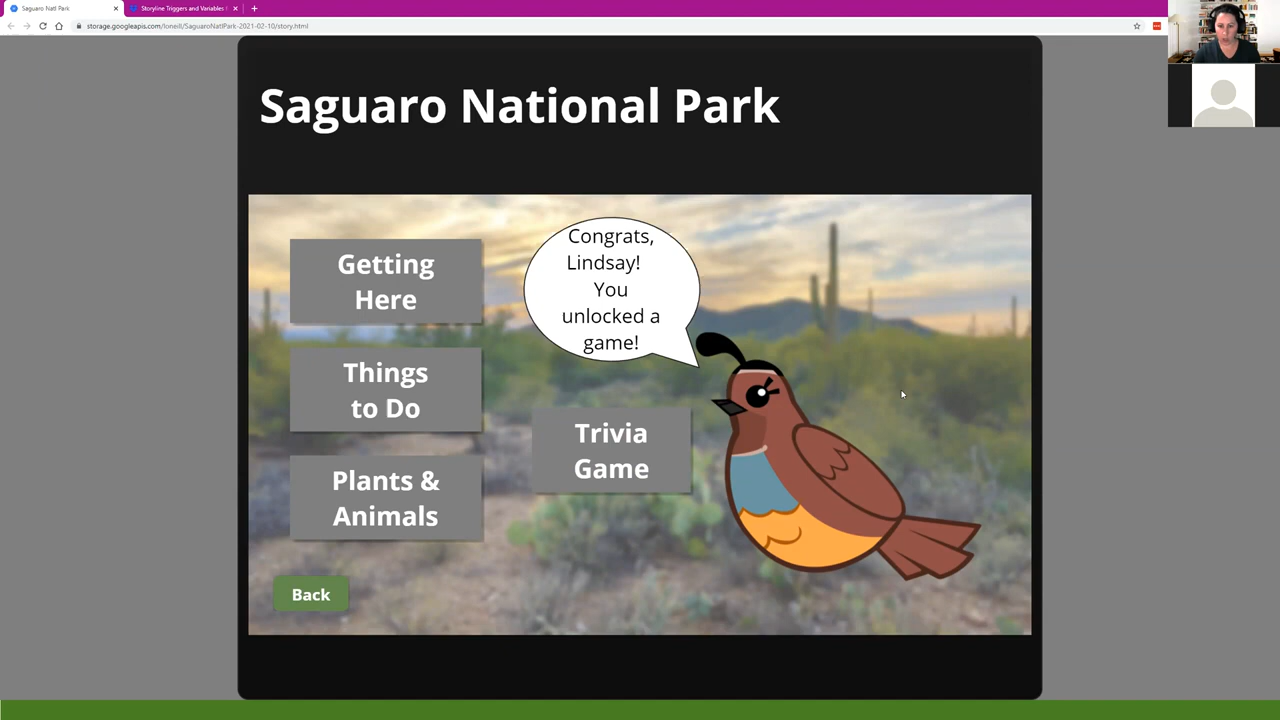 Saguaro Natl Park
Storyline Triggers and Variables
storage.googleapis.com/loneill/SaguaroNatlPark-2021-02-10/story.html
Saguaro National Park
Getting
Here
Things
to Do
Plants &
Animals
Back
Congrats,
Lindsay!
You
unlocked a
game!
Trivia
Game